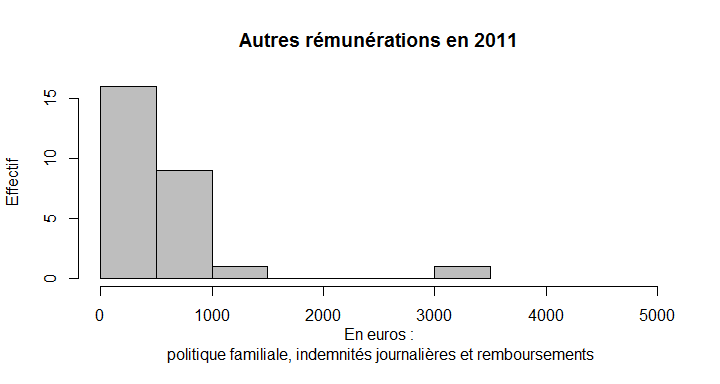 Autres rémunérations en 2011
Effectif
15
10
5
0
0 1000 2000 3000 4000 5000
En euros :
politique familiale, indemnités journalières et remboursements